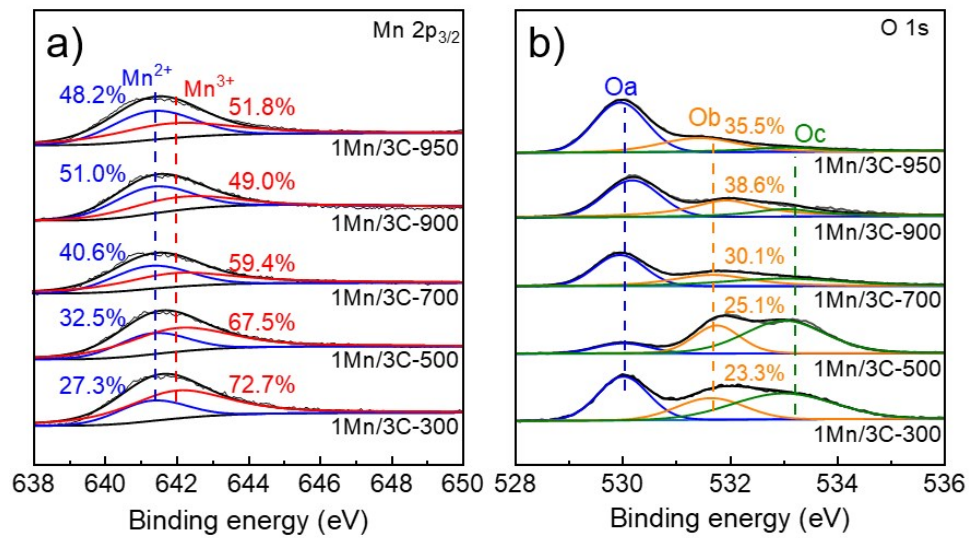 a)
Mn 2p3/2
Mn2+
Mn3+
48.2%
51.8%
1Mn/3C-950
51.0%
49.0%
1Mn/3C-900
40.6%
59.4%
1Mn/3C-700
32.5%
67.5%
1Mn/3C-500
27.3%
72.7%
1Mn/3C-300
638 640 642 644 646 648 650
Binding energy (eV)
b)
O 1s
Oa
Ob
Oc
35.5%
1Mn/3C-950
38.6%
1Mn/3C-900
30.1%
1Mn/3C-700
25.1%
1Mn/3C-500
23.3%
1Mn/3C-300
528 530 532 534 536
Binding energy (eV)